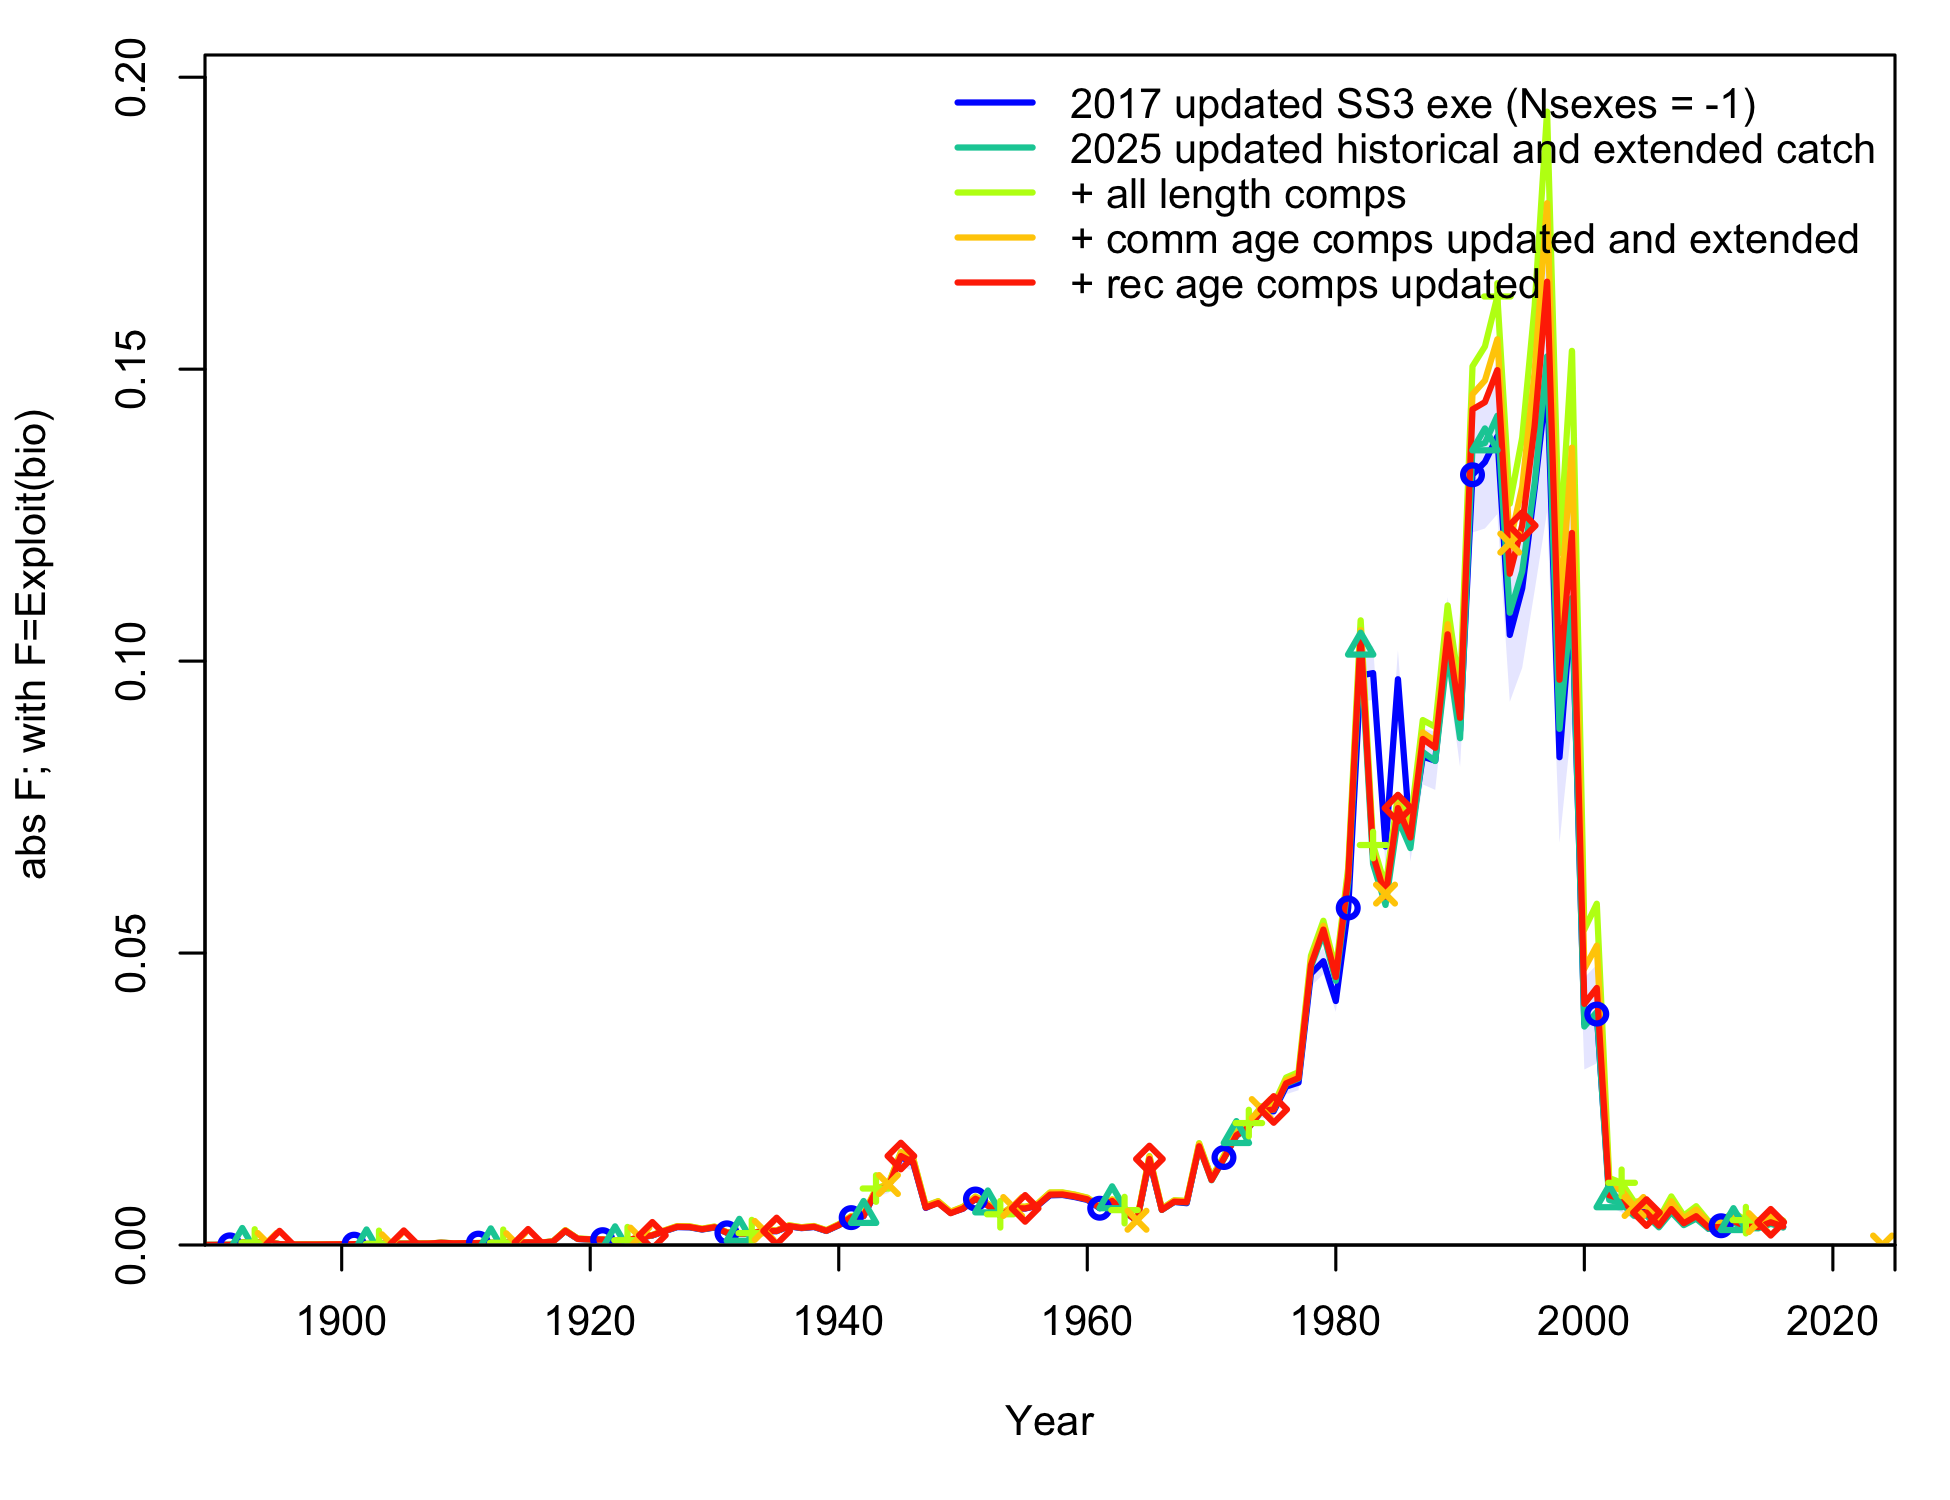 2017 updated SS3 exe (Nsexes = -1)
2025 updated historical and extended catch
+ all length comps
+ comm age comps updated and extended
+ rec age comps updated
abs F; with F=Exploit(bio)
0.20
0.15
0.10
0.05
0.00
1900 1920 1940 1960 1980 2000 2020
Year